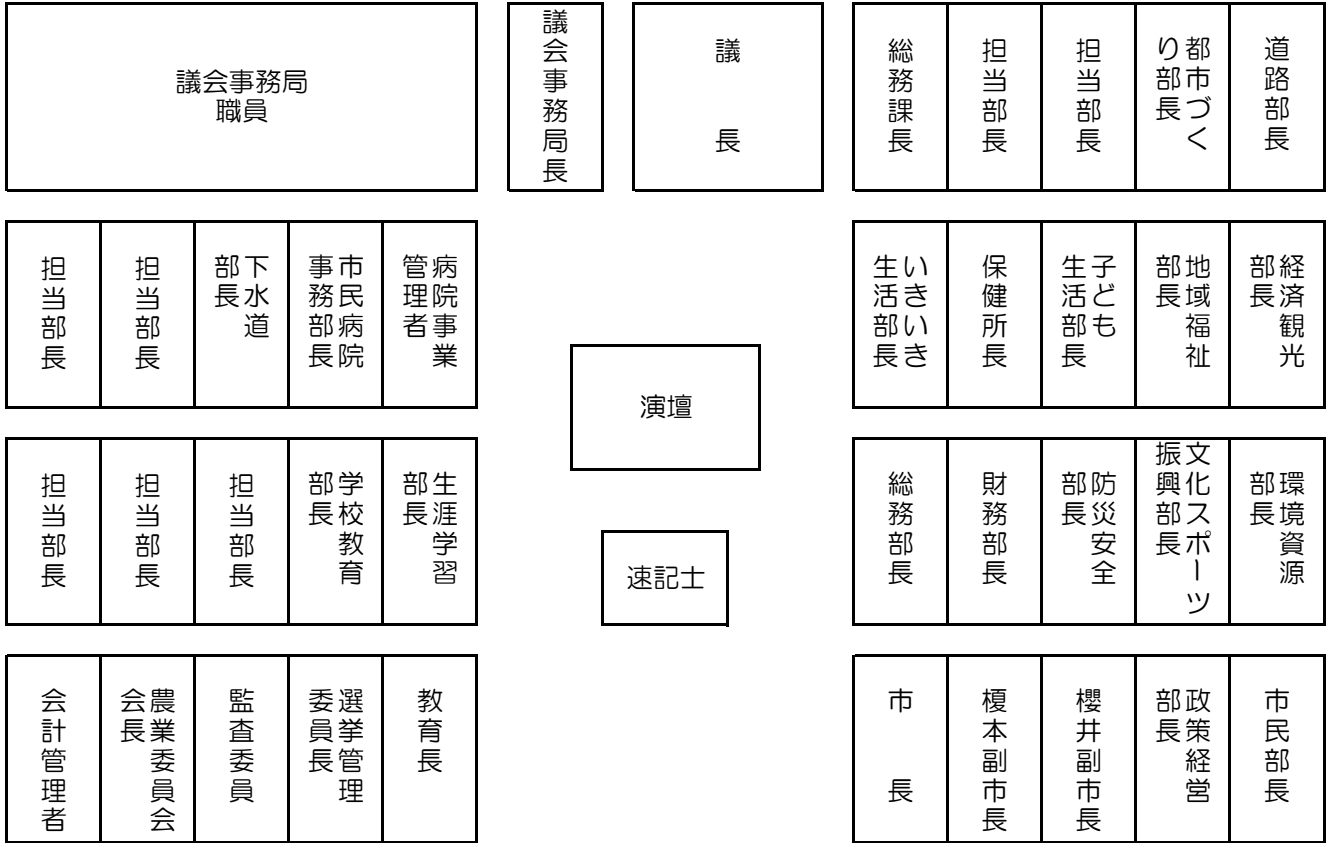 議会事務局
職員
議会事務局長
議長
総務課長
担当部長
担当部長
都市づく
り部長
道路部長
担当部長
担当部長
下水道
部長
市民病院
事務部長
病院事業
管理者
いきいき
生活部長
保健所長
子ども
生活部長
地域福祉
部長
経済観光
部長
演壇
担当部長
担当部長
担当部長
学校教育
部長
生涯学習
部長
速記士
総務部長
財務部長
防災安全
部長
文化スポーツ
振興部長
環境資源
部長
会計管理者
農業委員会
会長
監査委員
選挙管理
委員長
教育長
市長
榎本副市長
櫻井副市長
政策経営
部長
市民部長